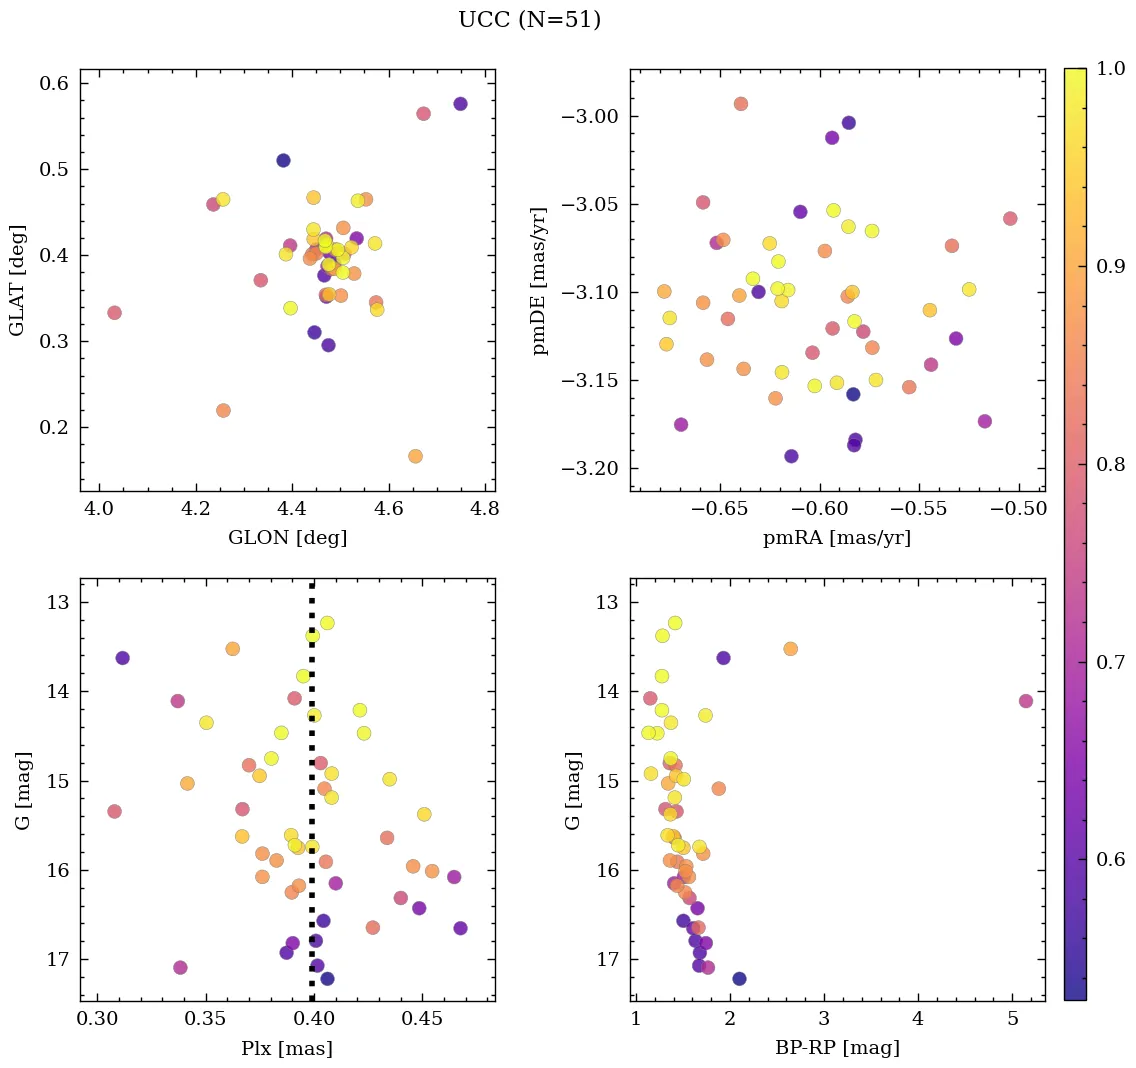 UCC (N=51)
0.6
0.5
0.4
0.3
0.2
GLAT [deg]
4.0 4.2 4.4 4.6 4.8
GLON [deg]
−3.00
−3.05
−3.10
−3.15
−3.20
pmDE [mas/yr]
−0.65 −0.60 −0.55 −0.50
pmRA [mas/yr]
1.0
0.9
0.8
0.7
0.6
13
14
15
16
17
G [mag]
0.30 0.35 0.40 0.45
Plx [mas]
13
14
15
16
17
G [mag]
1 2 3 4 5
BP-RP [mag]